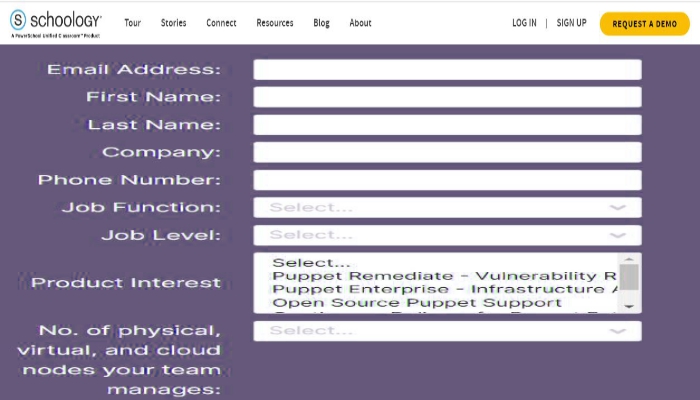 schoology
A PowerSchool Unified Classroom Product
Tour Stories Connect Resources Blog About
LOG IN | SIGN UP REQUEST A DEMO
Email Address:
First Name:
Last Name:
Company:
Phone Number:
Job Function: Select...
Job Level: Select...
Product Interest
Select...
Puppet Remediate - Vulnerability R
Puppet Enterprise - Infrastructure A
Open Source Puppet Support
No. of physical,
virtual, and cloud
nodes your team
manages:
Select...